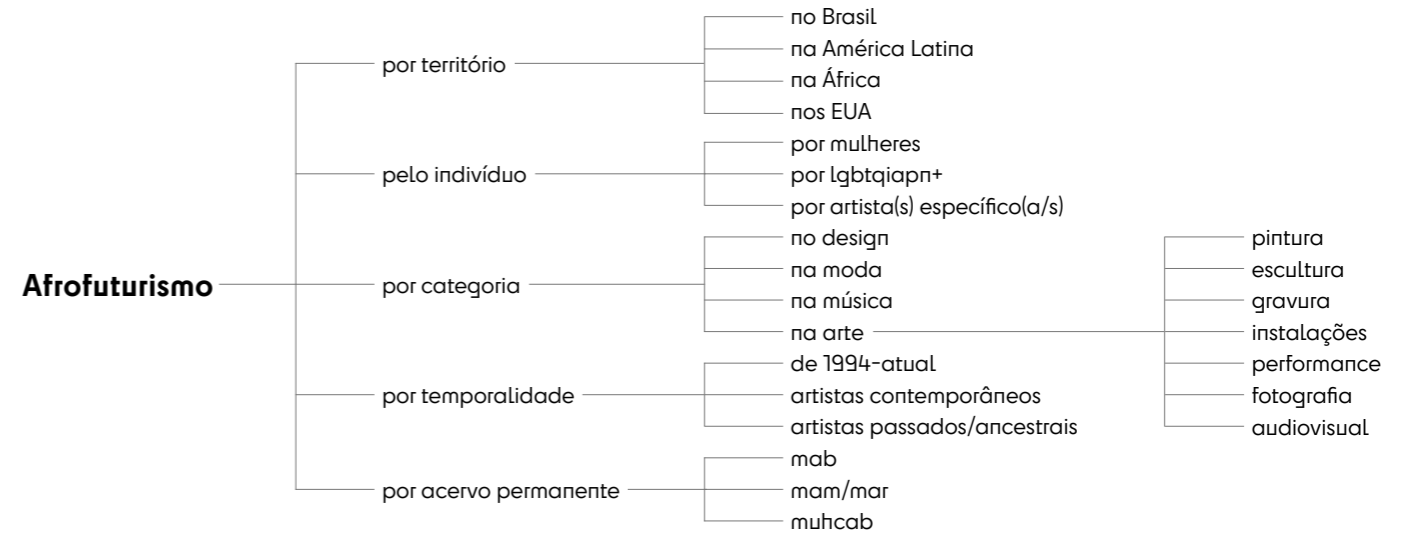 Afrofuturismo
por território
no Brasil
na América Latina
na África
nos EUA
pelo indivíduo
por mulheres
por lgbtqiapn+
por artista(s) específico(a/s)
por categoria
no design
na moda
na música
na arte
pintura
escultura
gravura
instalações
performance
fotografia
audiovisual
por temporalidade
de 1994-atual
artistas contemporâneos
artistas passados/ancestrais
por acervo permanente
mab
mam/mar
muhcab